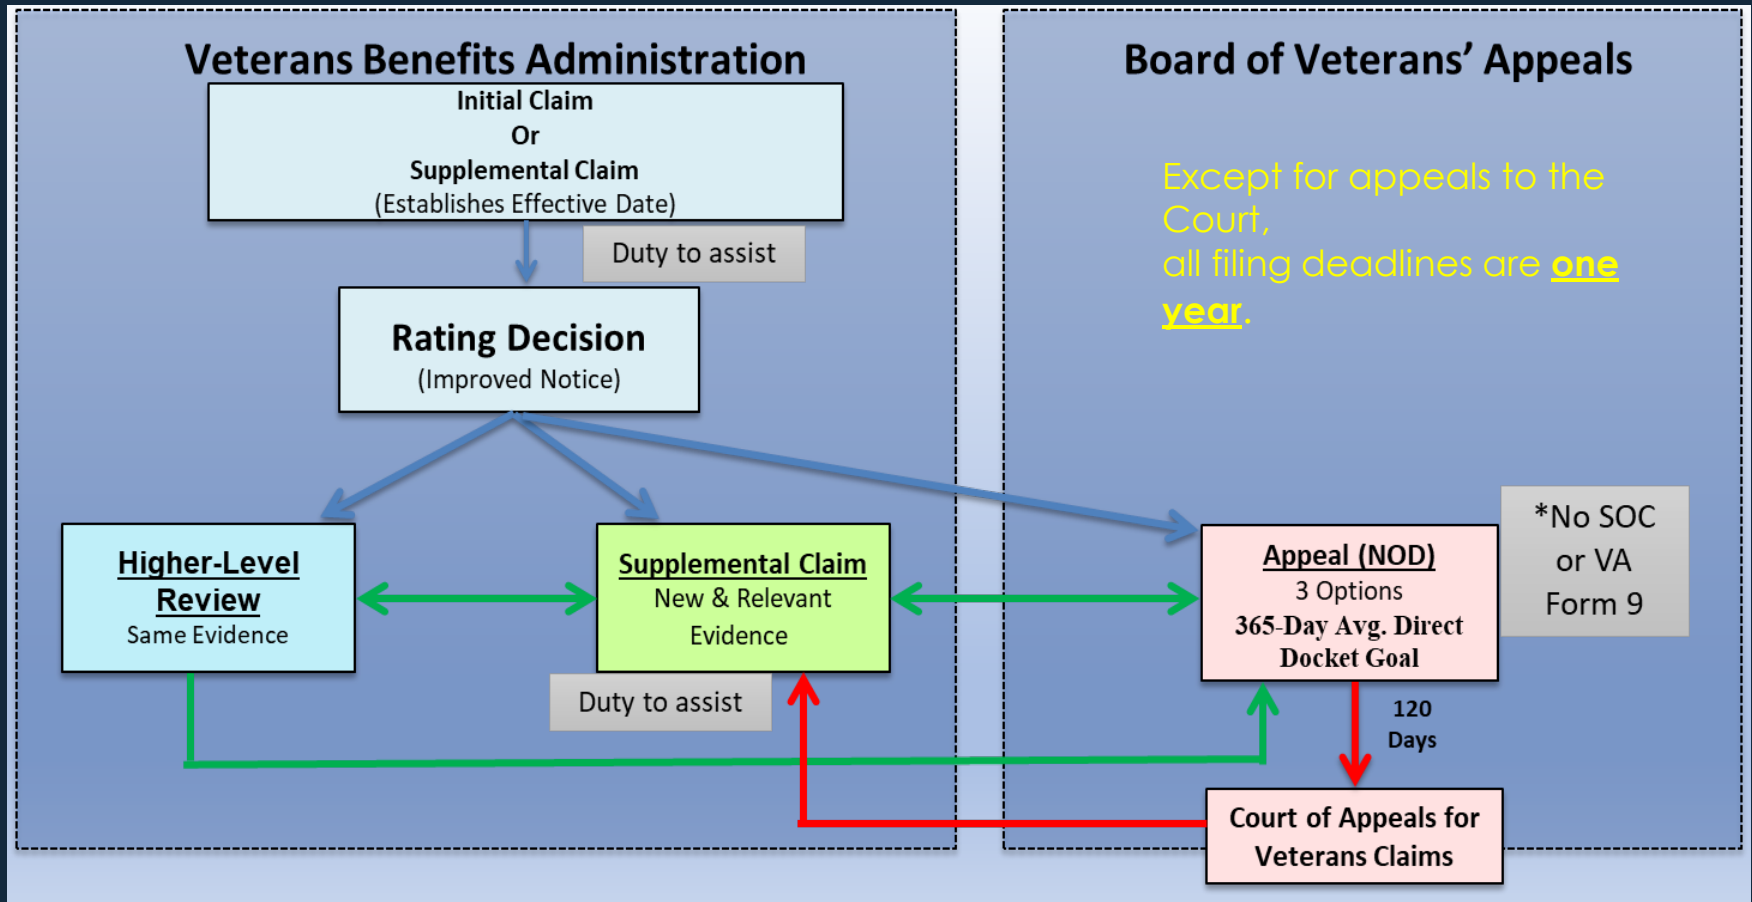 Veterans Benefits Administration
Initial Claim
Or
Supplemental Claim
(Establishes Effective Date)
Duty to assist
Rating Decision
(Improved Notice)
Higher-Level
Review
Same Evidence
Supplemental Claim
New & Relevant
Evidence
Duty to assist
Board of Veterans’ Appeals
Except for appeals to the
Court,
all filing deadlines are one
year.
*No SOC
or VA
Form 9
Appeal (NOD)
3 Options
365-Day Avg. Direct
Docket Goal
120
Days
Court of Appeals for
Veterans Claims